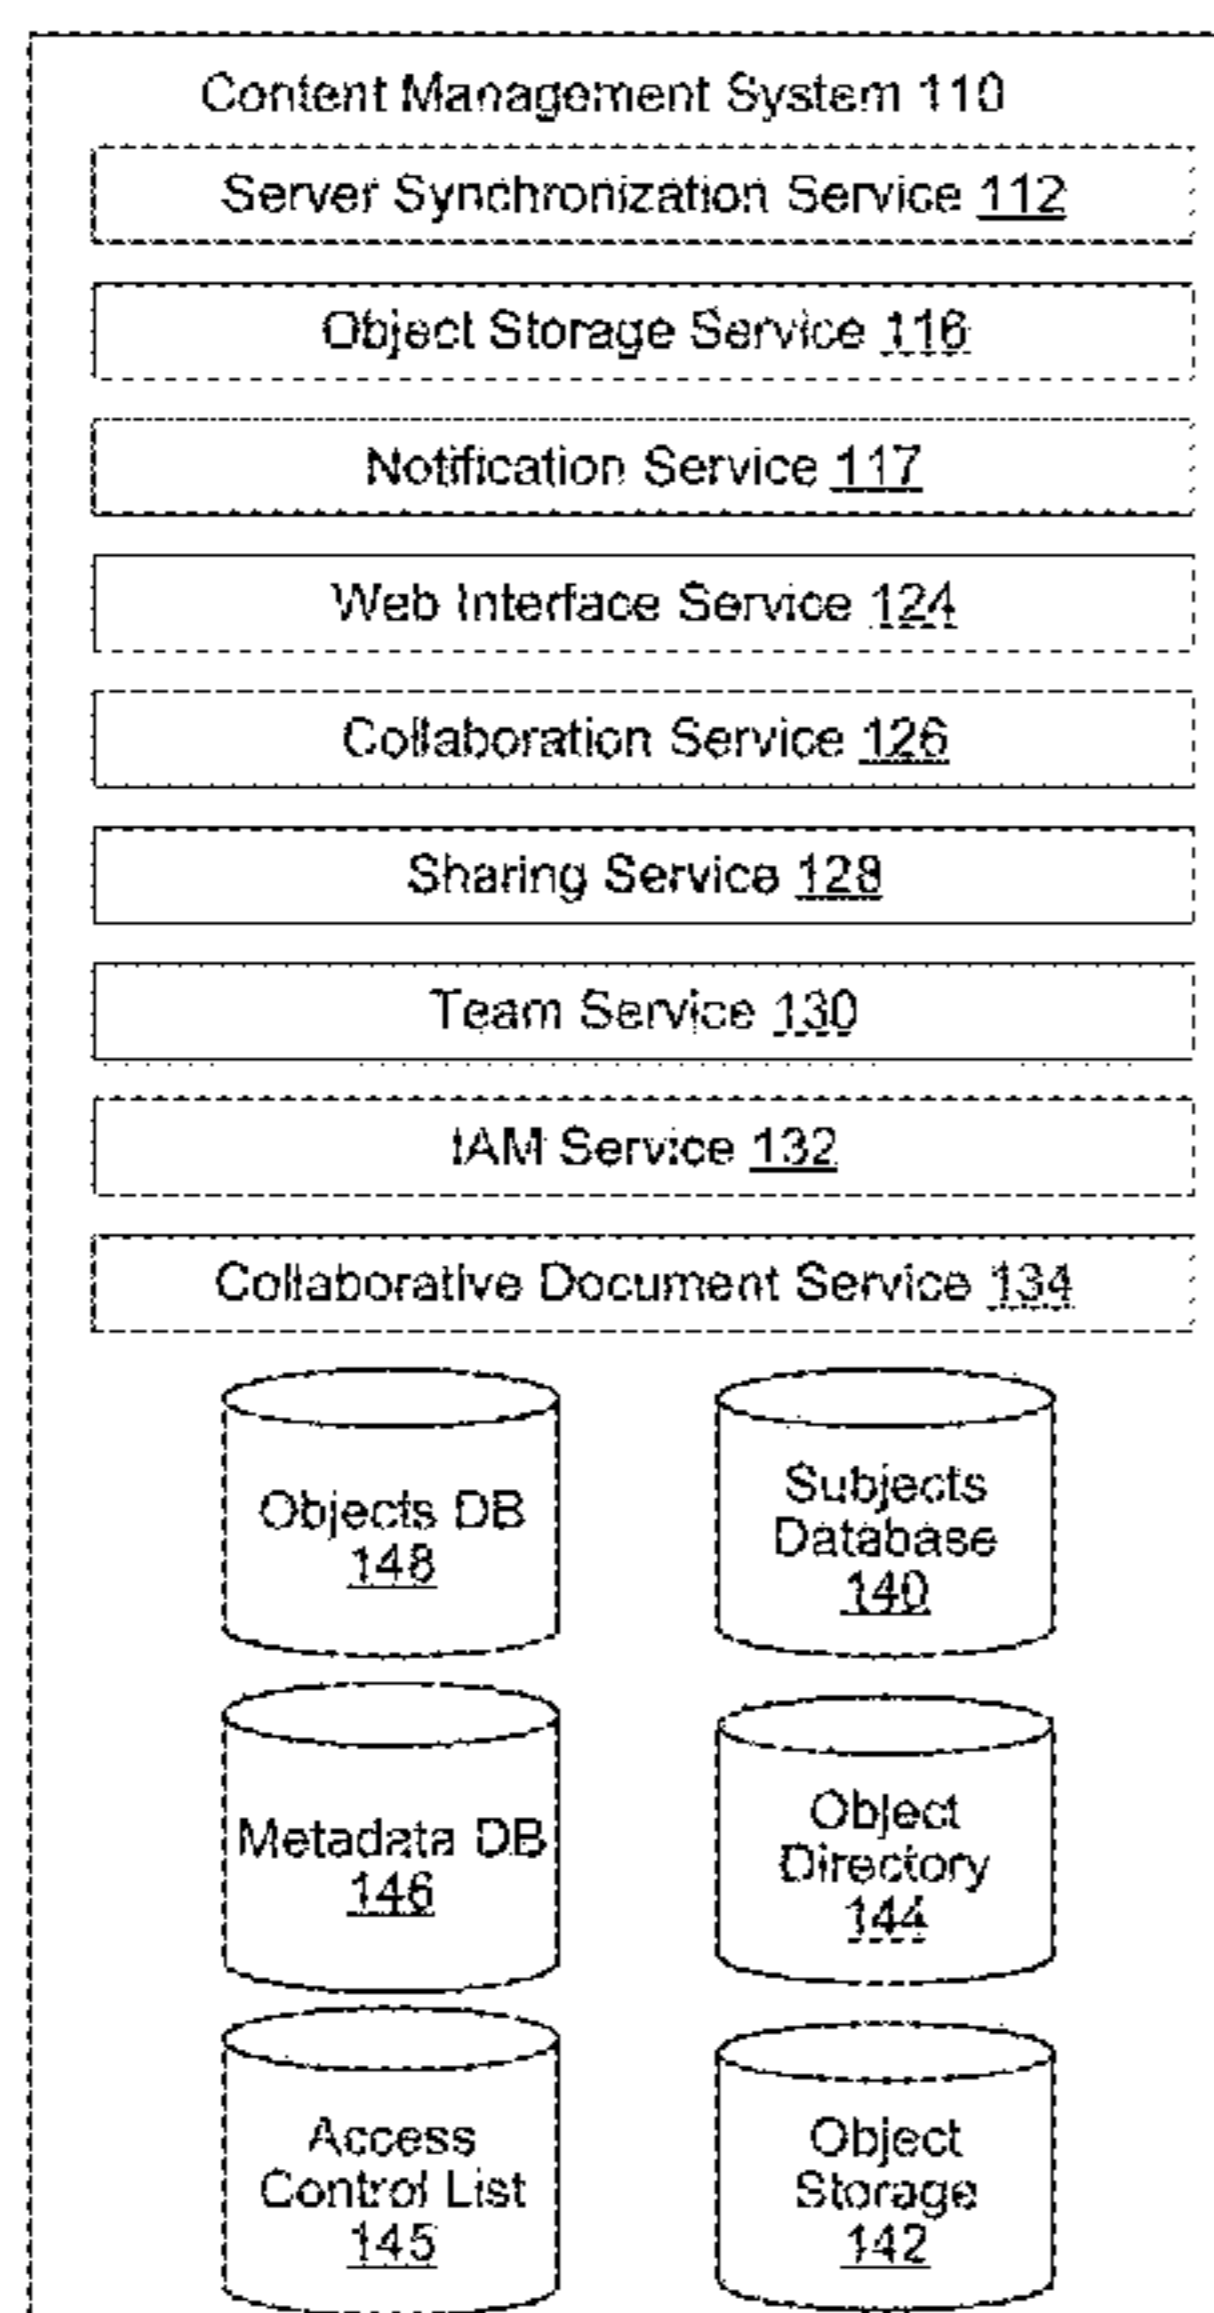 Content Management System 110
Server Synchronization Service 112
Object Storage Service 116
Notification Service 117
Web Interface Service 124
Collaboration Service 126
Sharing Service 128
Team Service 130
IAM Service 132
Collaborative Document Service 134
Objects DB
148
Subjects
Database
140
Metadata DB
146
Object
Directory
144
Access
Control List
145
Object
Storage
142